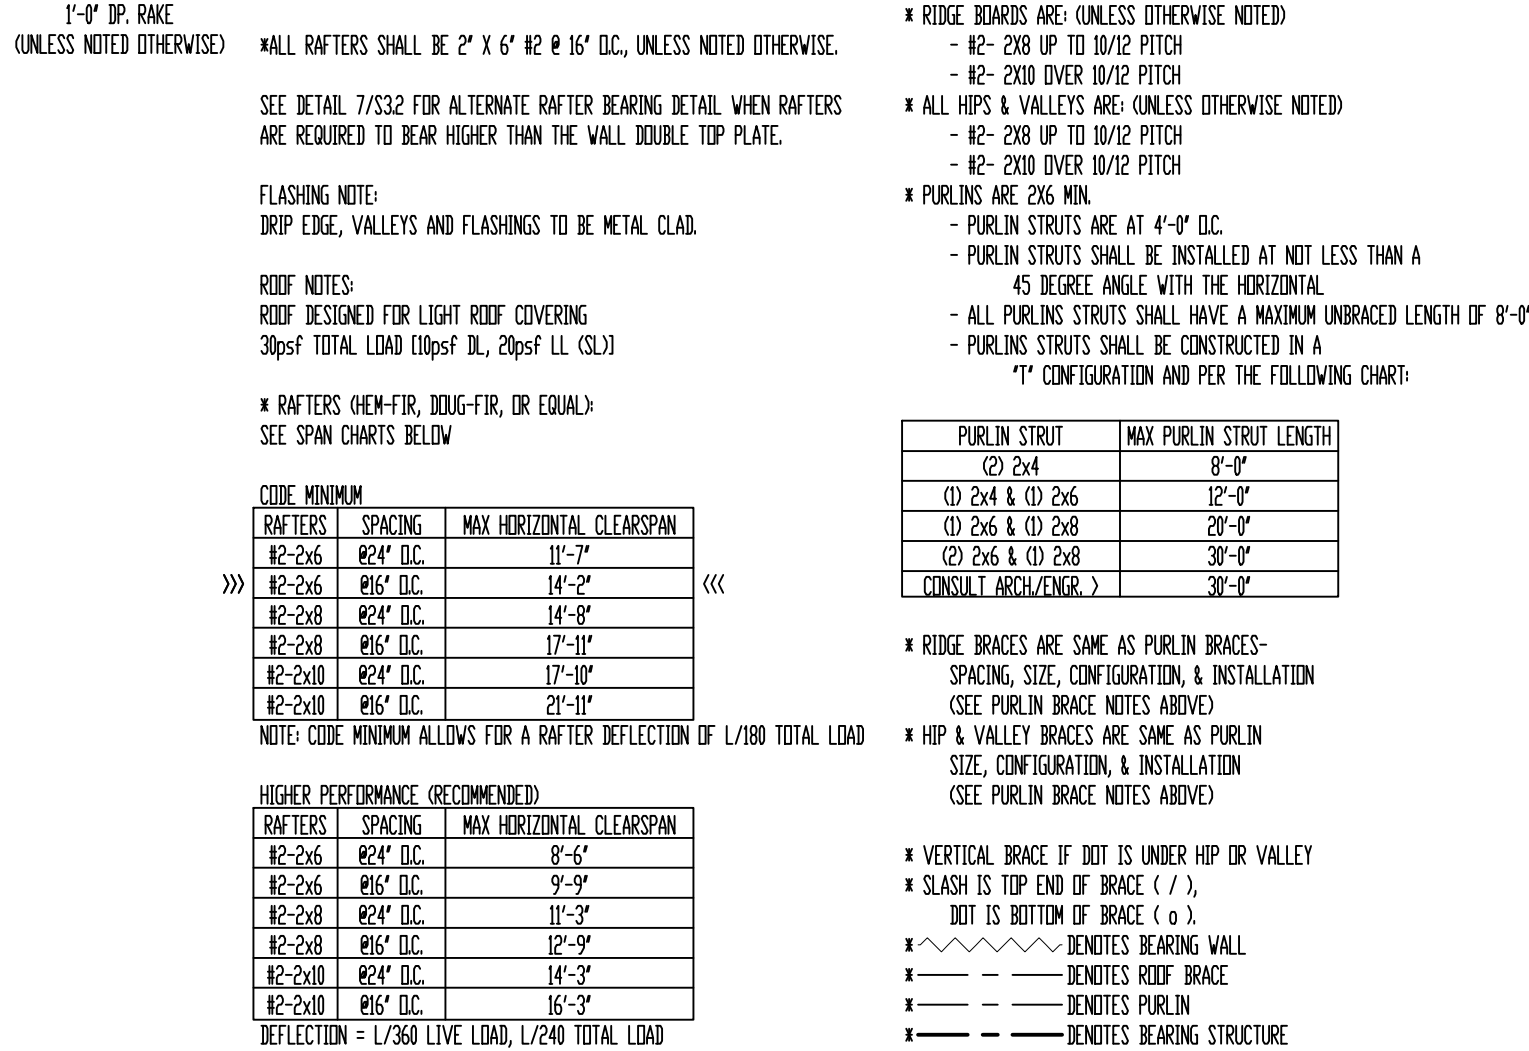 1'-0" DP. RAKE
(UNLESS NOTED OTHERWISE)
*ALL RAFTERS SHALL BE 2" X 6" #2 @ 16" O.C., UNLESS NOTED OTHERWISE.
SEE DETAIL 7/S3.2 FOR ALTERNATE RAFTER BEARING DETAIL WHEN RAFTERS
ARE REQUIRED TO BEAR HIGHER THAN THE WALL DOUBLE TOP PLATE.
FLASHING NOTE:
DRIP EDGE, VALLEYS AND FLASHINGS TO BE METAL CLAD.
ROOF NOTES:
ROOF DESIGNED FOR LIGHT ROOF COVERING
30psf TOTAL LOAD [10psf DL, 20psf LL (SL)]
* RAFTERS (HEM-FIR, DOUG-FIR, OR EQUAL):
SEE SPAN CHARTS BELOW
CODE MINIMUM
RAFTERS SPACING MAX HORIZONTAL CLEARSPAN
#2-2x6 @24" O.C. 11'-7"
>>> #2-2x6 @16" O.C. 14'-2" <<<
#2-2x8 @24" O.C. 14'-8"
#2-2x8 @16" O.C. 17'-11"
#2-2x10 @24" O.C. 17'-10"
#2-2x10 @16" O.C. 21'-11"
NOTE: CODE MINIMUM ALLOWS FOR A RAFTER DEFLECTION OF L/180 TOTAL LOAD
HIGHER PERFORMANCE (RECOMMENDED)
RAFTERS SPACING MAX HORIZONTAL CLEARSPAN
#2-2x6 @24" O.C. 8'-6"
#2-2x6 @16" O.C. 9'-9"
#2-2x8 @24" O.C. 11'-3"
#2-2x8 @16" O.C. 12'-9"
#2-2x10 @24" O.C. 14'-3"
#2-2x10 @16" O.C. 16'-3"
DEFLECTION = L/360 LIVE LOAD, L/240 TOTAL LOAD
* RIDGE BOARDS ARE: (UNLESS OTHERWISE NOTED)
- #2- 2X8 UP TO 10/12 PITCH
- #2- 2X10 OVER 10/12 PITCH
* ALL HIPS & VALLEYS ARE: (UNLESS OTHERWISE NOTED)
- #2- 2X8 UP TO 10/12 PITCH
- #2- 2X10 OVER 10/12 PITCH
* PURLINS ARE 2X6 MIN.
- PURLIN STRUTS ARE AT 4'-0" O.C.
- PURLIN STRUTS SHALL BE INSTALLED AT NOT LESS THAN A
45 DEGREE ANGLE WITH THE HORIZONTAL
- ALL PURLINS STRUTS SHALL HAVE A MAXIMUM UNBRACED LENGTH OF 8'-0"
- PURLINS STRUTS SHALL BE CONSTRUCTED IN A
"T" CONFIGURATION AND PER THE FOLLOWING CHART:
PURLIN STRUT MAX PURLIN STRUT LENGTH
(2) 2x4 8'-0"
(1) 2x4 & (1) 2x6 12'-0"
(1) 2x6 & (1) 2x8 20'-0"
(2) 2x6 & (1) 2x8 30'-0"
CONSULT ARCH./ENGR. > 30'-0"
* RIDGE BRACES ARE SAME AS PURLIN BRACES-
SPACING, SIZE, CONFIGURATION, & INSTALLATION
(SEE PURLIN BRACE NOTES ABOVE)
* HIP & VALLEY BRACES ARE SAME AS PURLIN
SIZE, CONFIGURATION, & INSTALLATION
(SEE PURLIN BRACE NOTES ABOVE)
* VERTICAL BRACE IF DOT IS UNDER HIP OR VALLEY
* SLASH IS TOP END OF BRACE ( / ),
DOT IS BOTTOM OF BRACE ( o ).
* DENOTES BEARING WALL
* DENOTES ROOF BRACE
* DENOTES PURLIN
* DENOTES BEARING STRUCTURE